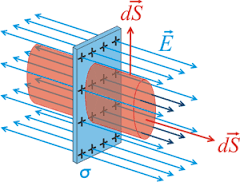 dS⃗
E⃗
+ + + +
+ + + +
+ + + +
dS⃗
σ